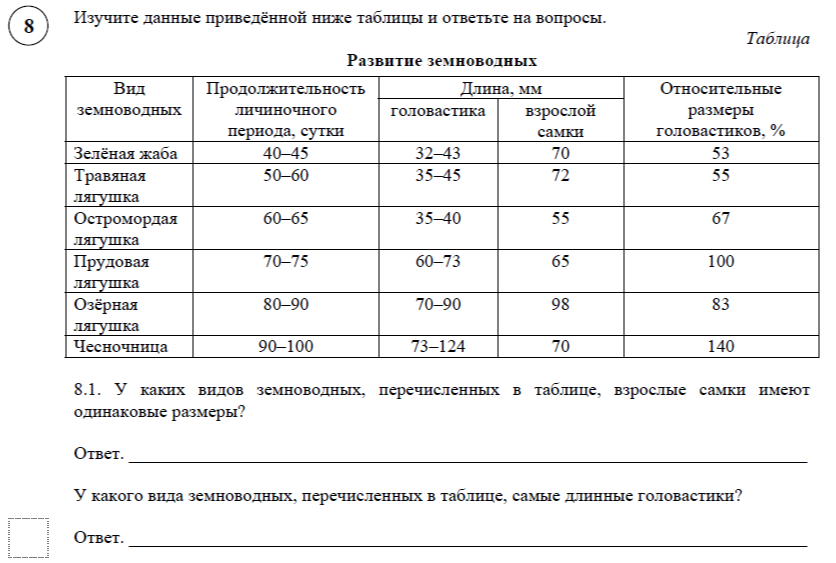 8
Изучите данные приведённой ниже таблицы и ответьте на вопросы.
Таблица
Развитие земноводных
Вид земноводных Продолжительность личиночного периода, сутки Длина, мм Относительные размеры головастиков, %
головастика взрослой самки
Зелёная жаба 40–45 32–43 70 53
Травяная лягушка 50–60 35–45 72 55
Остромордая лягушка 60–65 35–40 55 67
Прудовая лягушка 70–75 60–73 65 100
Озёрная лягушка 80–90 70–90 98 83
Чесночница 90–100 73–124 70 140
8.1. У каких видов земноводных, перечисленных в таблице, взрослые самки имеют
одинаковые размеры?
Ответ.
У какого вида земноводных, перечисленных в таблице, самые длинные головастики?
Ответ.